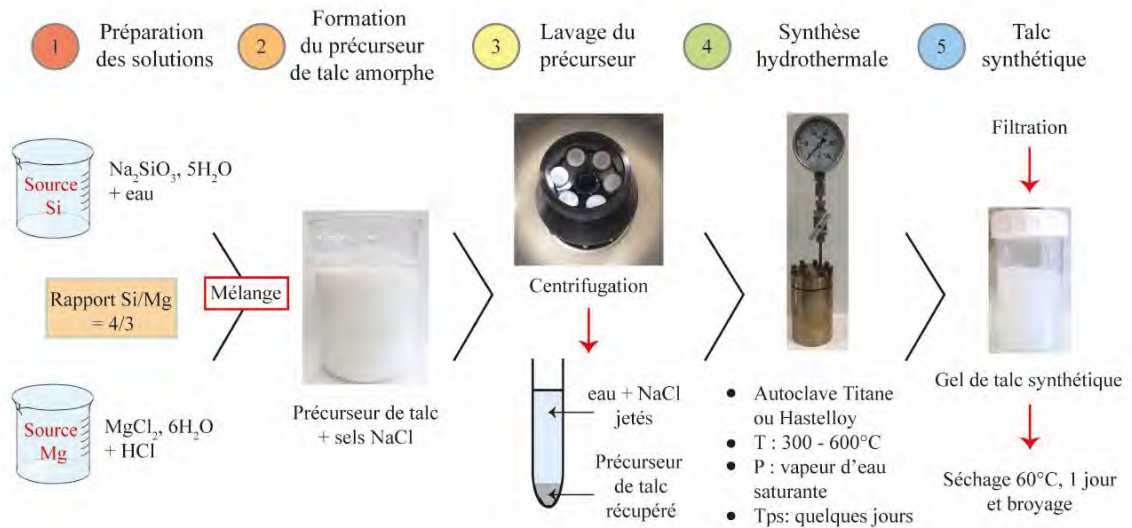 1
Préparation
des solutions
2
Formation
du précurseur
de talc amorphe
3
Lavage du
précurseur
4
Synthèse
hydrothermale
5
Talc
synthétique
Source
Si
Na₂SiO₃, 5H₂O
+ eau
Rapport Si/Mg
= 4/3
Source
Mg
MgCl₂, 6H₂O
+ HCl
Mélange
Précurseur de talc
+ sels NaCl
Centrifugation
eau + NaCl
jetés
Précurseur
de talc
récupéré
● Autoclave Titane
ou Hastelloy
● T : 300 - 600°C
● P : vapeur d’eau
saturante
● Tps: quelques jours
Filtration
Gel de talc synthétique
Séchage 60°C, 1 jour
et broyage